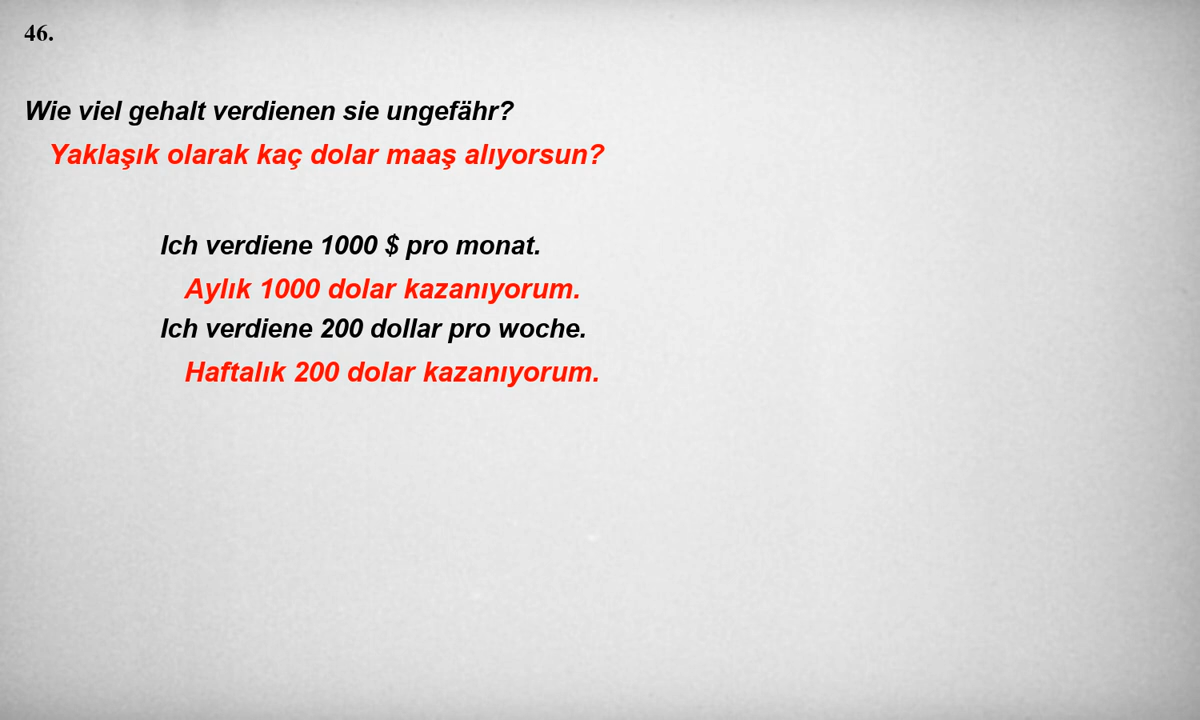 46.
Wie viel gehalt verdienen sie ungefähr?
Yaklaşık olarak kaç dolar maaş alıyorsun?
Ich verdiene 1000 $ pro monat.
Aylık 1000 dolar kazanıyorum.
Ich verdiene 200 dollar pro woche.
Haftalık 200 dolar kazanıyorum.